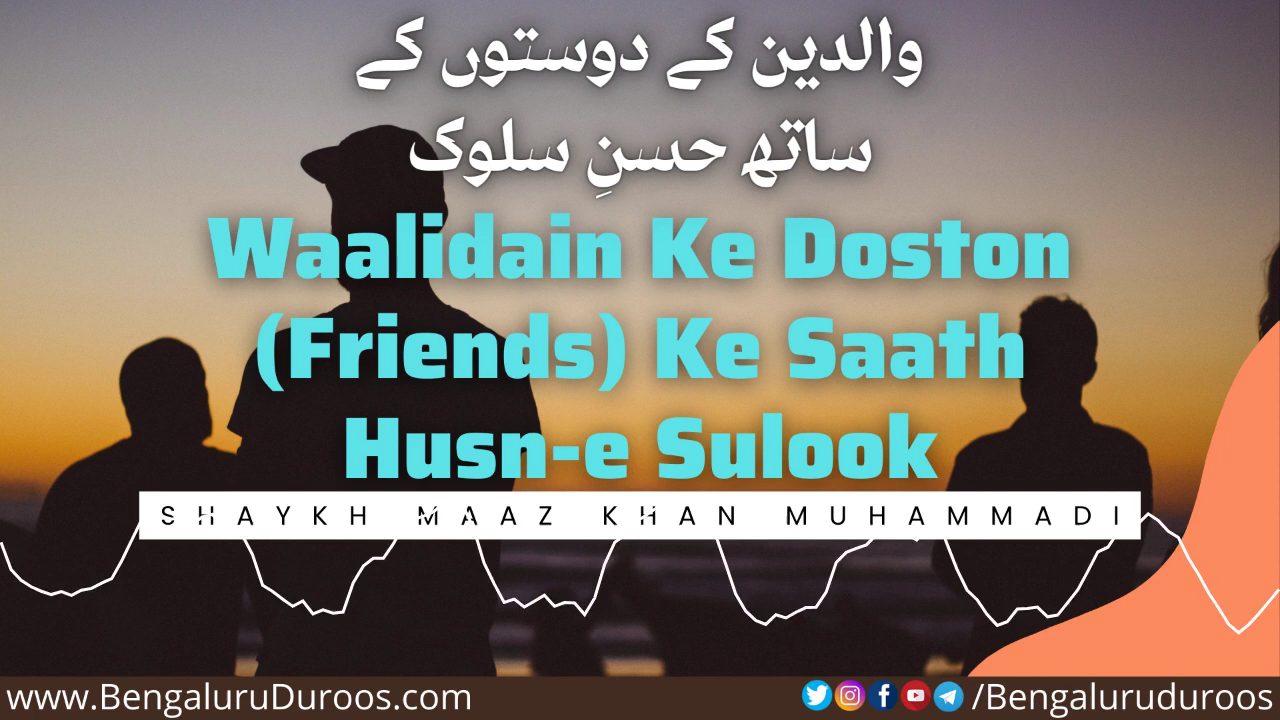 والدین کے دوستوں کے
ساتھ حسنِ سلوک
Waalidain Ke Doston
(Friends) Ke Saath
Husn-e Sulook
SHAYKH MAAZ KHAN MUHAMMADI
www.BengaluruDuroos.com
/Bengaluruduroos